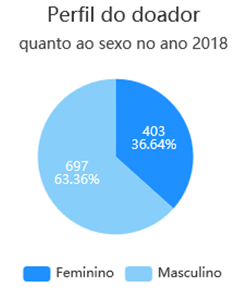 Perfil do doador
quanto ao sexo no ano 2018
403
36.64%
697
63.36%
Feminino Masculino